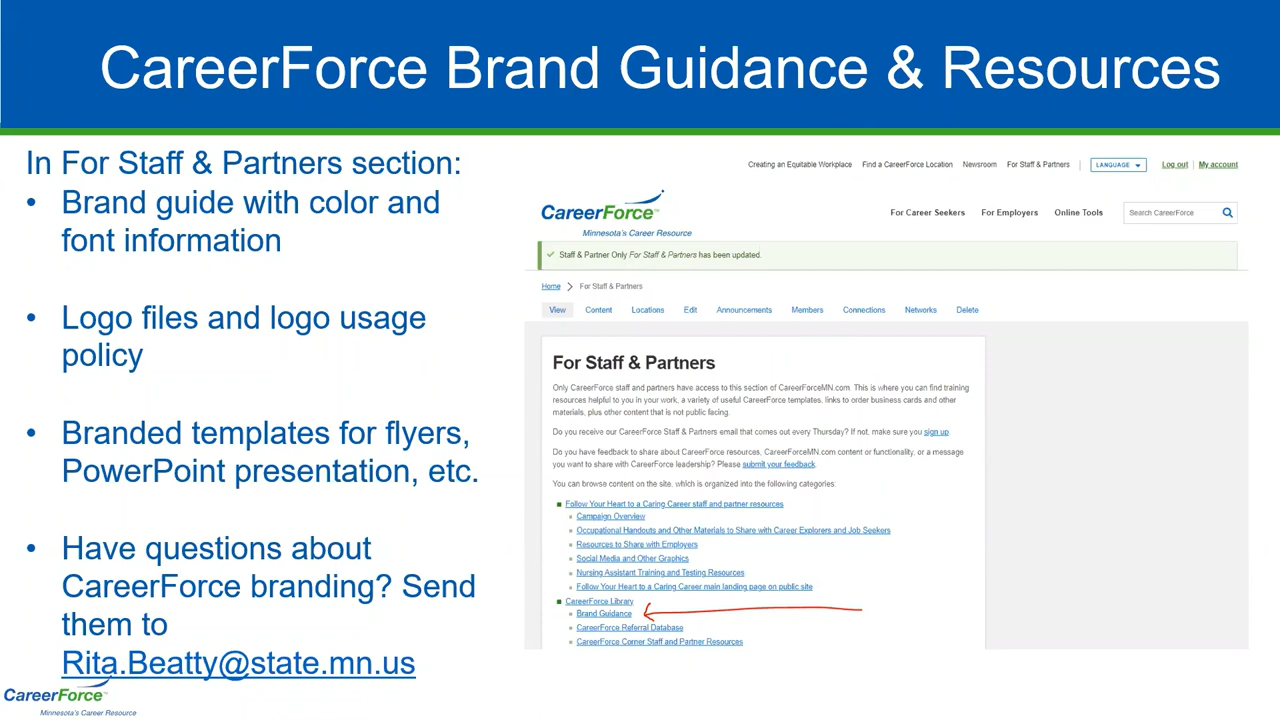 CareerForce Brand Guidance & Resources
In For Staff & Partners section:
• Brand guide with color and
font information
• Logo files and logo usage
policy
• Branded templates for flyers,
PowerPoint presentation, etc.
• Have questions about
CareerForce branding? Send
them to
Rita.Beatty@state.mn.us
CareerForce™
Minnesota's Career Resource
Creating an Equitable Workplace Find a CareerForce Location Newsroom For Staff & Partners LANGUAGE Log out My account
CareerForce™
Minnesota's Career Resource
For Career Seekers For Employers Online Tools Search CareerForce
Staff & Partner Only For Staff & Partners has been updated.
Home > For Staff & Partners
View Content Locations Edit Announcements Members Connections Networks Delete
For Staff & Partners
Only CareerForce staff and partners have access to this section of CareerForceMN.com. This is where you can find training
resources helpful to you in your work, a variety of useful CareerForce templates, links to order business cards and other
materials, plus other content that is not public facing.
Do you receive our CareerForce Staff & Partners email that comes out every Thursday? If not, make sure you sign up.
Do you have feedback to share about CareerForce resources, CareerForceMN.com content or functionality, or a message
you want to share with CareerForce leadership? Please submit your feedback.
You can browse content on the site, which is organized into the following categories:
Follow Your Heart to a Caring Career staff and partner resources
Campaign Overview
Occupational Handouts and Other Materials to Share with Career Explorers and Job Seekers
Resources to Share with Employers
Social Media and Other Graphics
Nursing Assistant Training and Testing Resources
Follow Your Heart to a Caring Career main landing page on public site
CareerForce Library
Brand Guidance
CareerForce Referral Database
CareerForce Corner Staff and Partner Resources